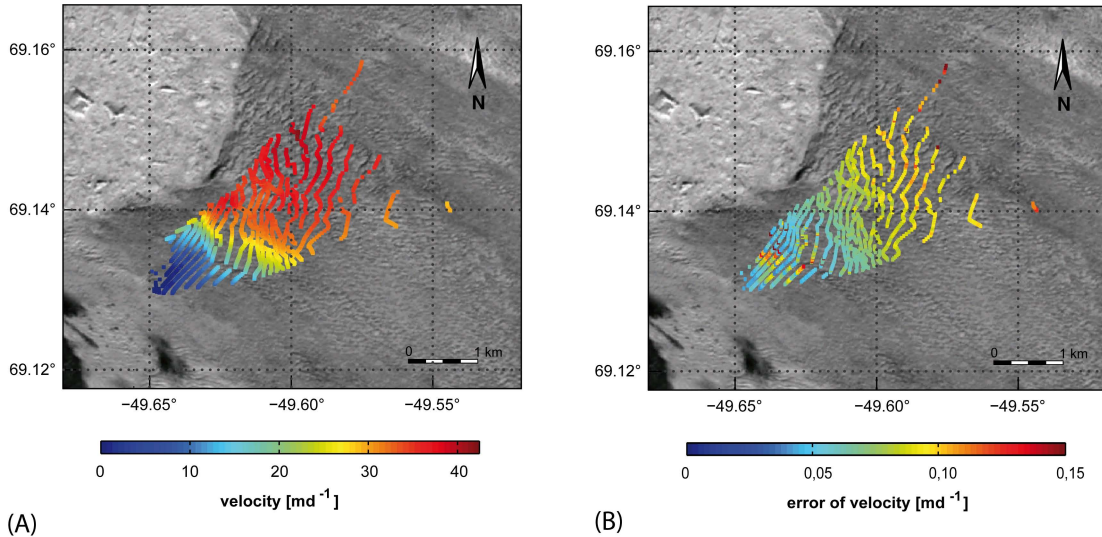 69.16°
69.14°
69.12°
N
0 1 km
−49.65° −49.60° −49.55°
0 10 20 30 40
velocity [md -1]
(A)
69.16°
69.14°
69.12°
N
0 1 km
−49.65° −49.60° −49.55°
0 0,05 0,10 0,15
error of velocity [md -1]
(B)